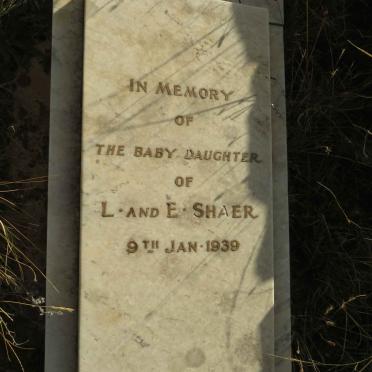 IN MEMORY
OF
THE BABY DAUGHTER
OF
L · AND E · SHAER
9TH JAN · 1939